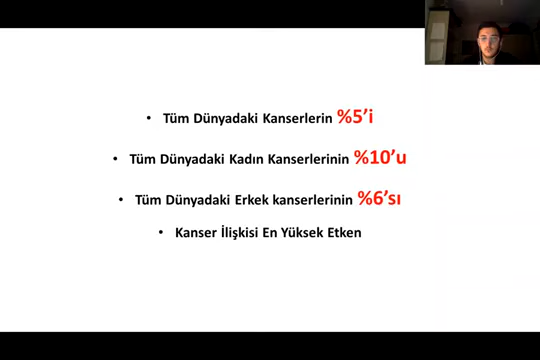 • Tüm Dünyadaki Kanserlerin %5’i
• Tüm Dünyadaki Kadın Kanserlerinin %10’u
• Tüm Dünyadaki Erkek kanserlerinin %6’sı
• Kanser İlişkisi En Yüksek Etken